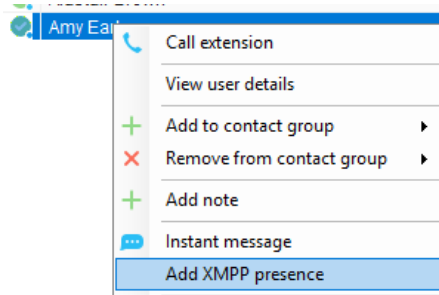 Amy Ear
Call extension
View user details
Add to contact group
Remove from contact group
Add note
Instant message
Add XMPP presence